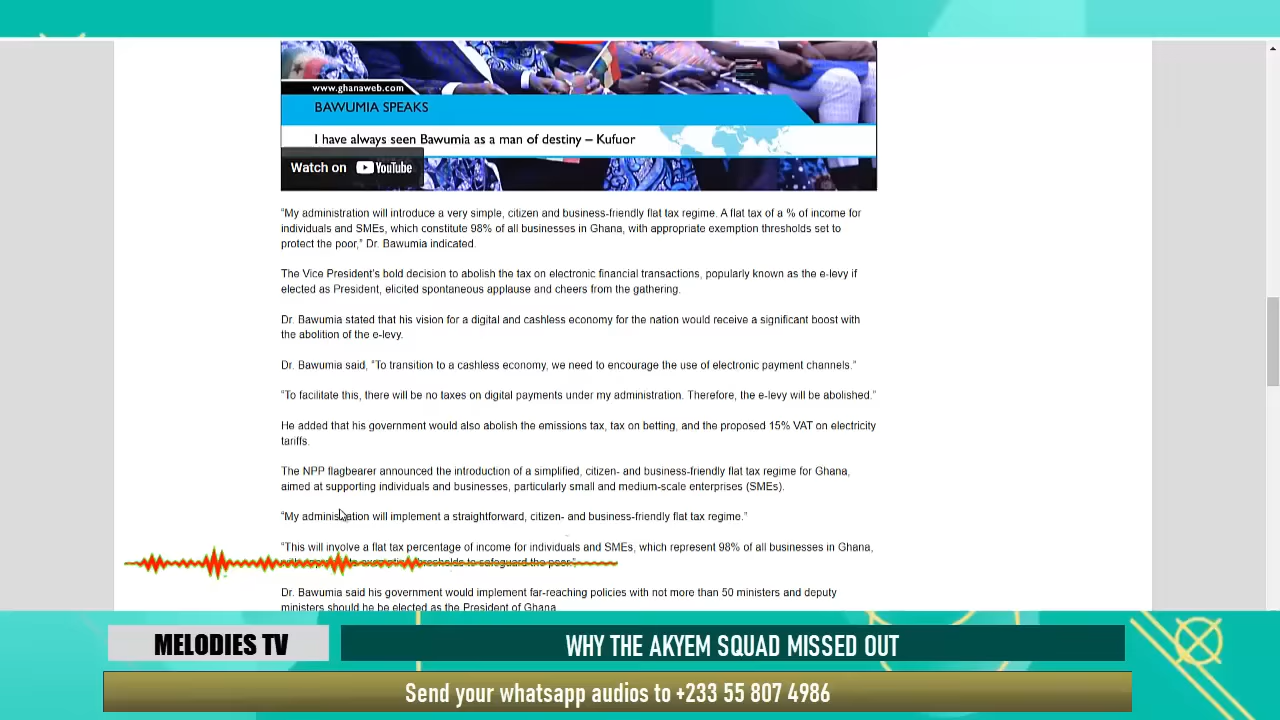 www.ghanaweb.com
BAWUMIA SPEAKS
I have always seen Bawumia as a man of destiny – Kufuor
Watch on YouTube
“My administration will introduce a very simple, citizen and business-friendly flat tax regime. A flat tax of a % of income for
individuals and SMEs, which constitute 98% of all businesses in Ghana, with appropriate exemption thresholds set to
protect the poor,” Dr. Bawumia indicated.
The Vice President’s bold decision to abolish the tax on electronic financial transactions, popularly known as the e-levy if
elected as President, elicited spontaneous applause and cheers from the gathering.
Dr. Bawumia stated that his vision for a digital and cashless economy for the nation would receive a significant boost with
the abolition of the e-levy.
Dr. Bawumia said, “To transition to a cashless economy, we need to encourage the use of electronic payment channels.”
“To facilitate this, there will be no taxes on digital payments under my administration. Therefore, the e-levy will be abolished.”
He added that his government would also abolish the emissions tax, tax on betting, and the proposed 15% VAT on electricity
tariffs.
The NPP flagbearer announced the introduction of a simplified, citizen- and business-friendly flat tax regime for Ghana,
aimed at supporting individuals and businesses, particularly small and medium-scale enterprises (SMEs).
“My administration will implement a straightforward, citizen- and business-friendly flat tax regime.”
“This will involve a flat tax percentage of income for individuals and SMEs, which represent 98% of all businesses in Ghana,
thresholds to safeguard the poor.”
Dr. Bawumia said his government would implement far-reaching policies with not more than 50 ministers and deputy
ministers should he be elected as the President of Ghana.
MELODIES TV
WHY THE AKYEM SQUAD MISSED OUT
Send your whatsapp audios to +233 55 807 4986